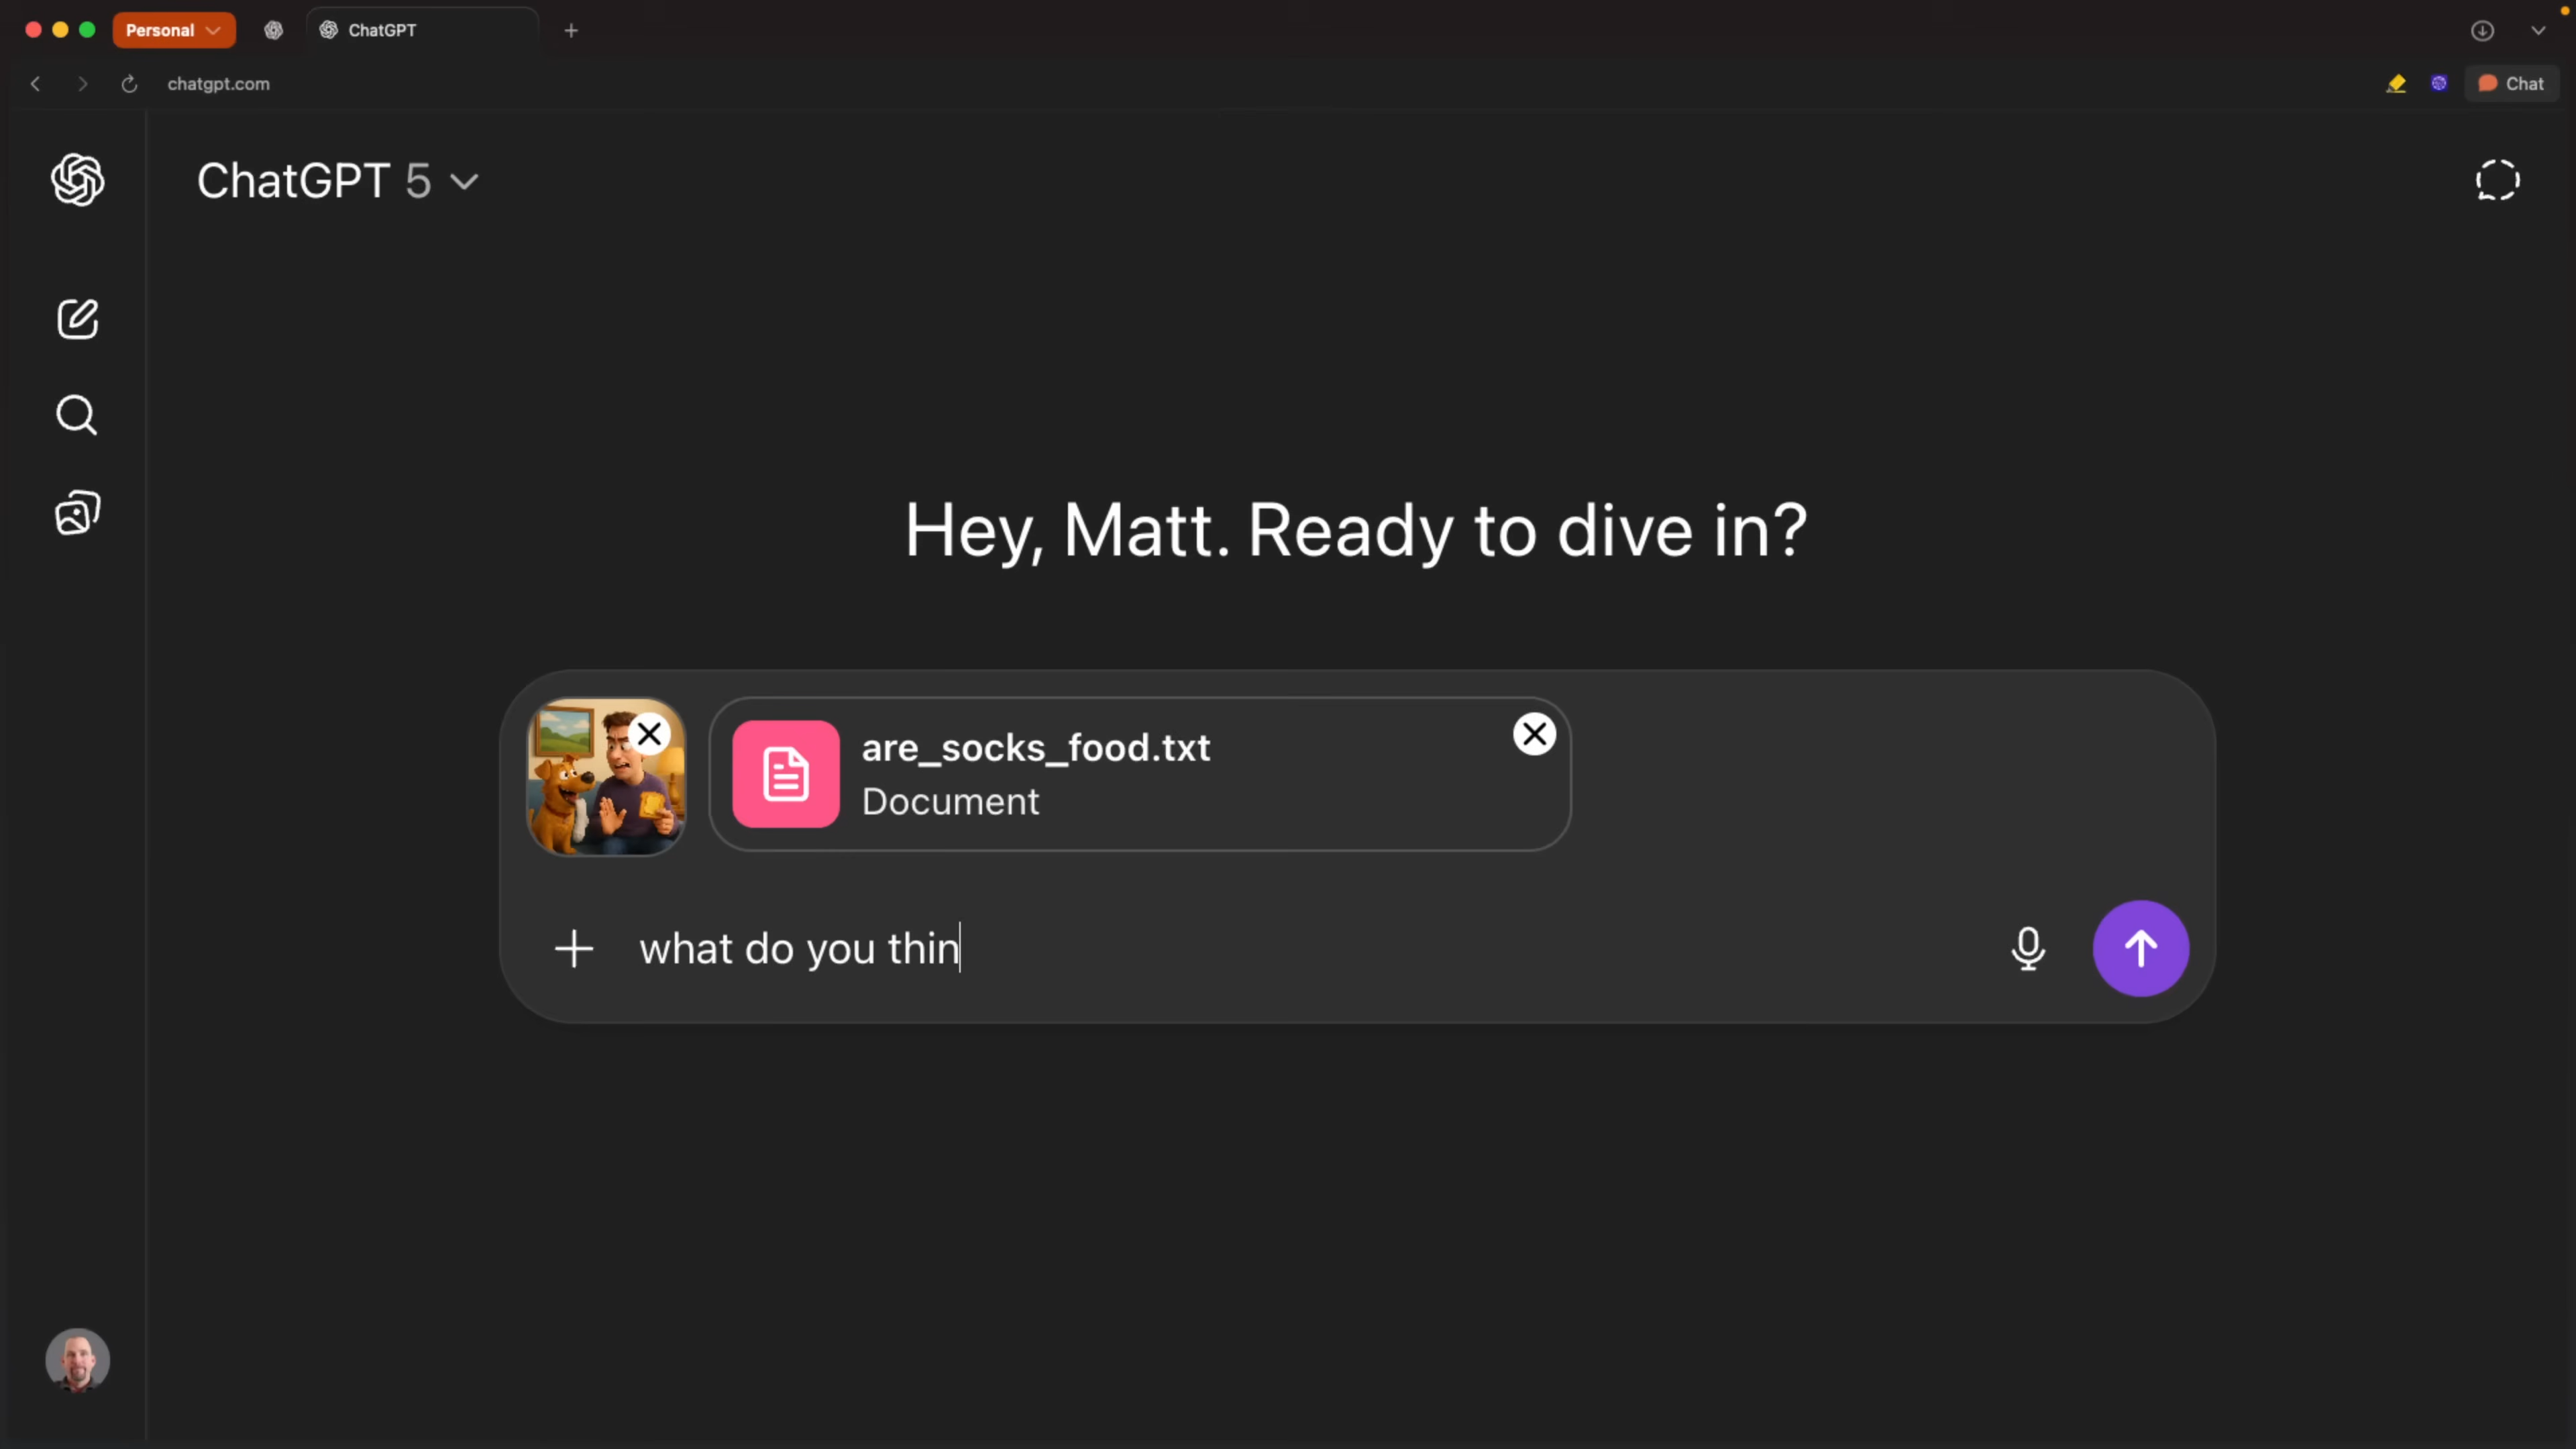 Personal
ChatGPT
chatgpt.com
Chat
ChatGPT 5
Hey, Matt. Ready to dive in?
are_socks_food.txt
Document
what do you thin